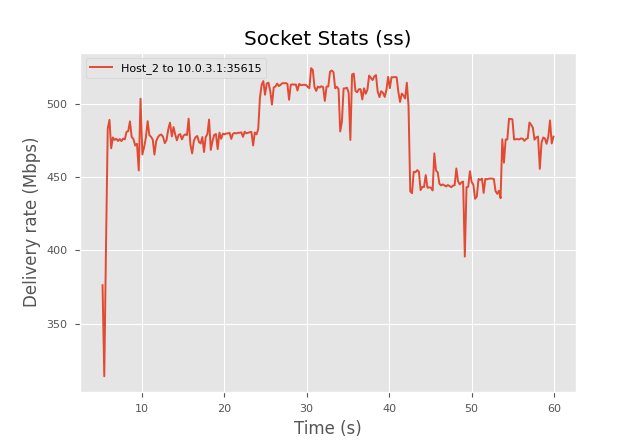 Socket Stats (ss)
Host_2 to 10.0.3.1:35615
Delivery rate (Mbps)
500
450
400
350
10 20 30 40 50 60
Time (s)